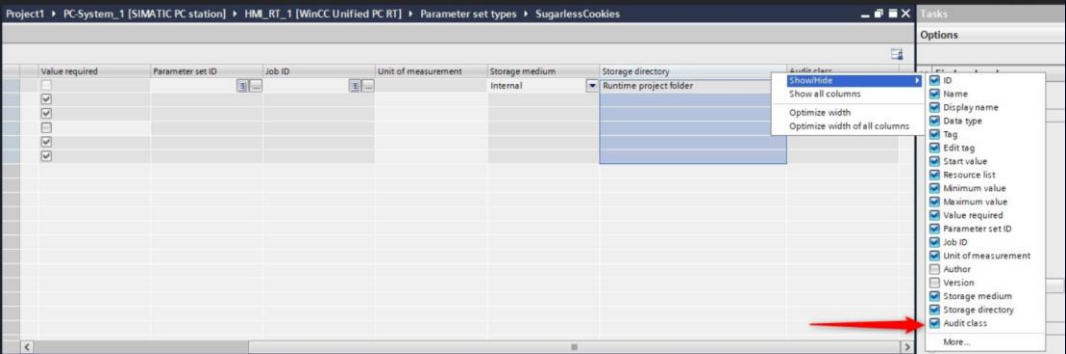 Project1 ▸ PC-System_1 [SIMATIC PC station] ▸ HMI_RT_1 [WinCC Unified PC RT] ▸ Parameter set types ▸ SugarlessCookies
Tasks
Options
Value required Parameter set ID Job ID Unit of measurement Storage medium Storage directory Audit class
Internal Runtime project folder
Show/Hide
Show all columns
Optimize width
Optimize width of all columns
ID
Name
Display name
Data type
Tag
Edit tag
Start value
Resource list
Minimum value
Maximum value
Value required
Parameter set ID
Job ID
Unit of measurement
Author
Version
Storage medium
Storage directory
Audit class
More...